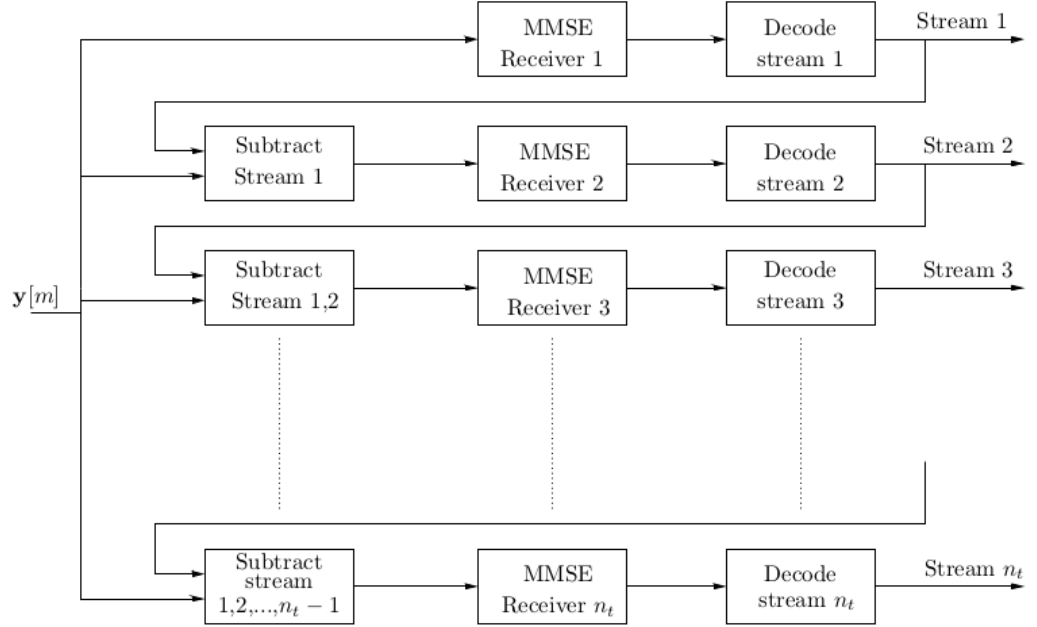 Stream 1
MMSE
Receiver 1
Decode
stream 1
Subtract
Stream 1
MMSE
Receiver 2
Decode
stream 2
Stream 2
Subtract
Stream 1,2
MMSE
Receiver 3
Decode
stream 3
Stream 3
y[m]
Subtract
stream
1,2,...,n_t − 1
MMSE
Receiver n_t
Decode
stream n_t
Stream n_t